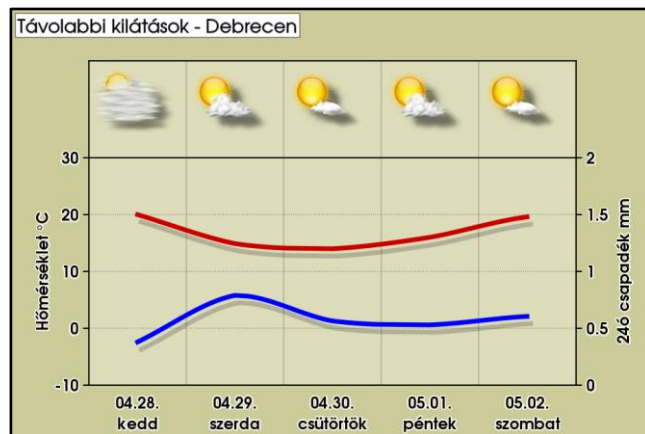 Távolabbi kilátások - Debrecen
30
20
10
0
-10
Hőmérséklet °C
2
1.5
1
0.5
0
24ó csapadék mm
04.28. 04.29. 04.30. 05.01. 05.02.
kedd szerda csütörtök péntek szombat